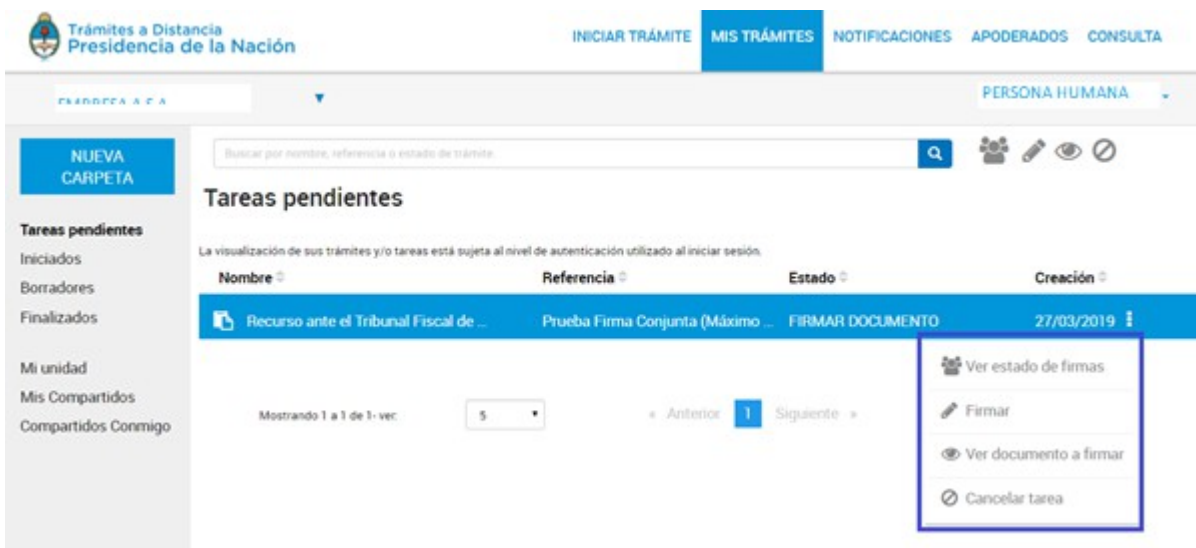 Trámites a Distancia
Presidencia de la Nación
INICIAR TRÁMITE MIS TRÁMITES NOTIFICACIONES APODERADOS CONSULTA
EMPRESA A S A
PERSONA HUMANA
NUEVA
CARPETA
Buscar por nombre, referencia o estado de trámite.
Tareas pendientes
Tareas pendientes
Iniciados
Borradores
Finalizados
Mi unidad
Mis Compartidos
Compartidos Conmigo
La visualización de sus trámites y/o tareas está sujeta al nivel de autenticación utilizado al iniciar sesión.
Nombre Referencia Estado Creación
Recurso ante el Tribunal Fiscal de ... Prueba Firma Conjunta (Máximo ... FIRMAR DOCUMENTO 27/03/2019
Ver estado de firmas
Firmar
Ver documento a firmar
Cancelar tarea
Mostrando 1 a 1 de 1- ver: 5 « Anterior 1 Siguiente »